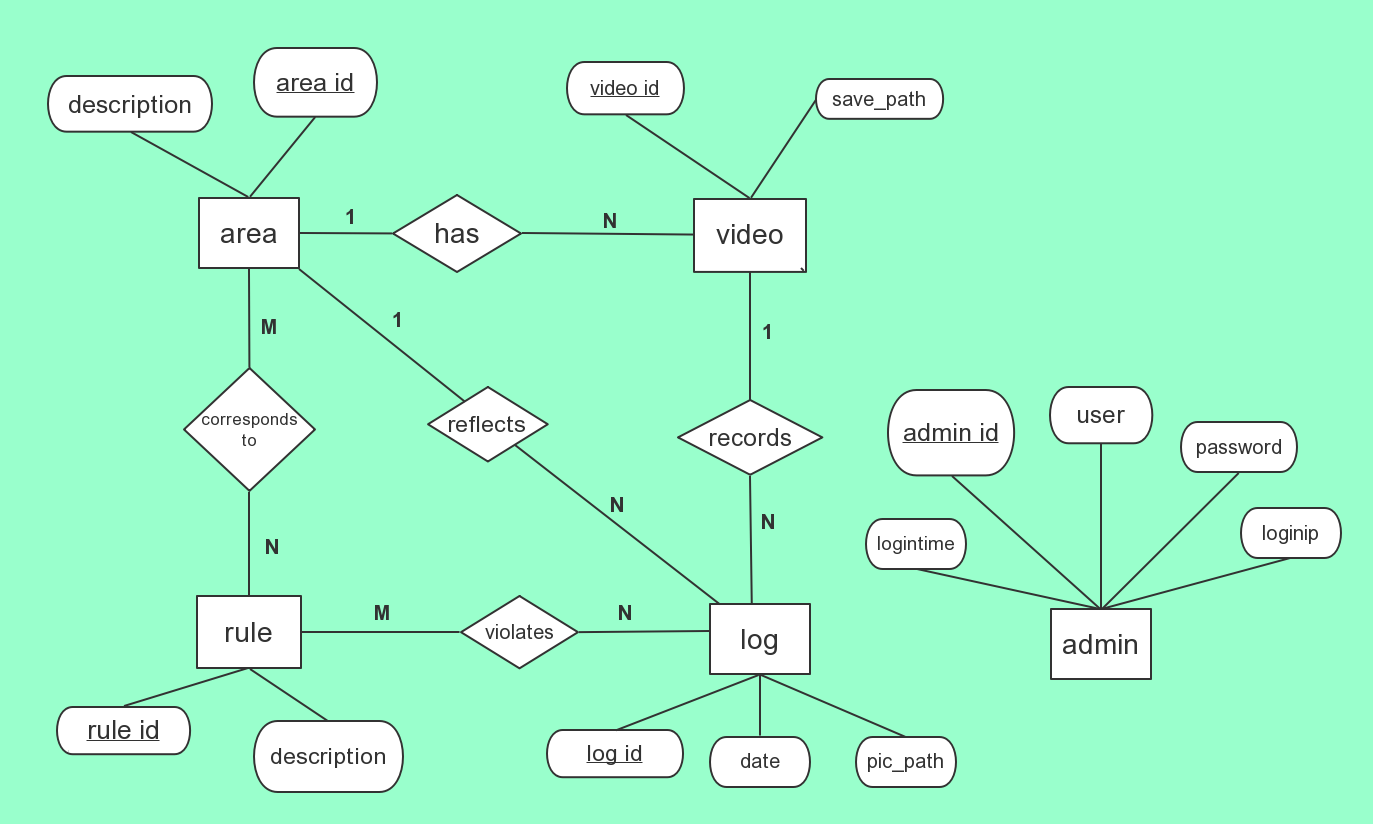 area id
description
video id
save_path
area
1
has
N
video
M
1
1
corresponds
to
reflects
records
admin id
user
password
N
N
N
logintime
loginip
rule
M
violates
N
log
admin
rule id
description
log id
date
pic_path